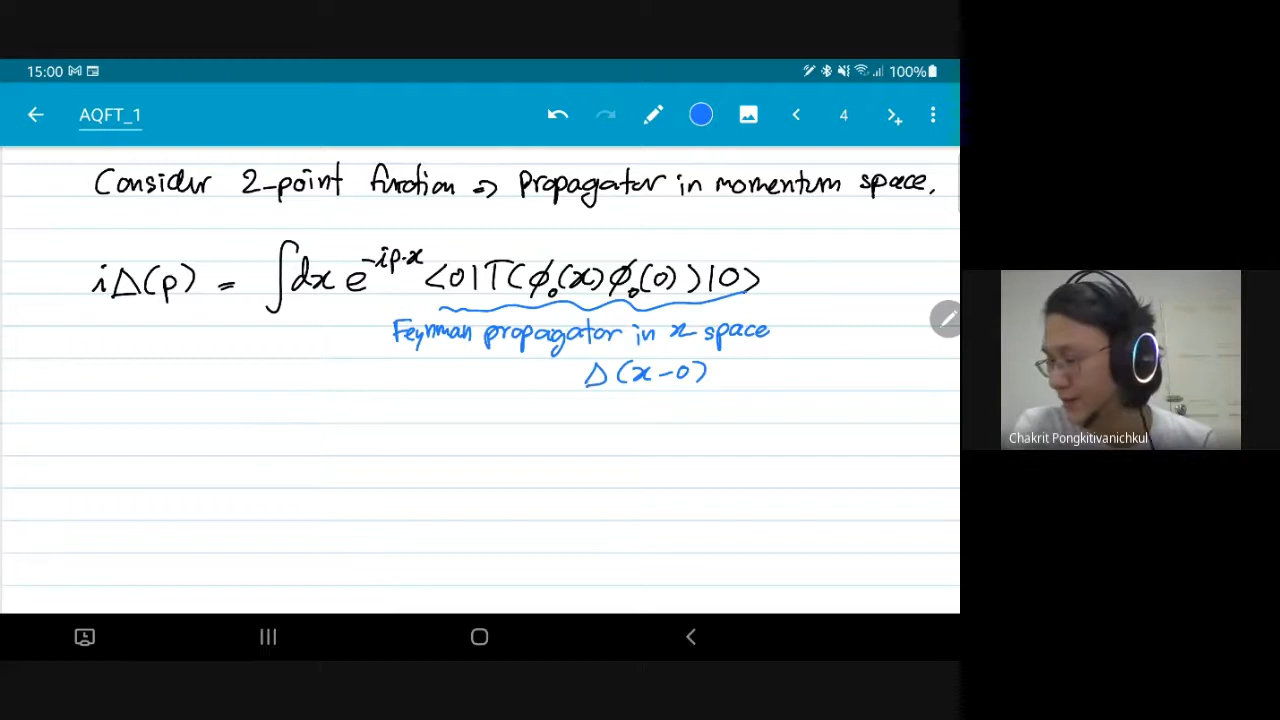 15:00 100%
AQFT_1 4
Consider 2-point function ⇒ propagator in momentum space.
i∆(p) = ∫dx e^{-ip·x} <0|T(ϕ₀(x)ϕ₀(0))|0>
Feynman propagator in x space
∆(x-0)
Chakrit Pongkitivanichkul